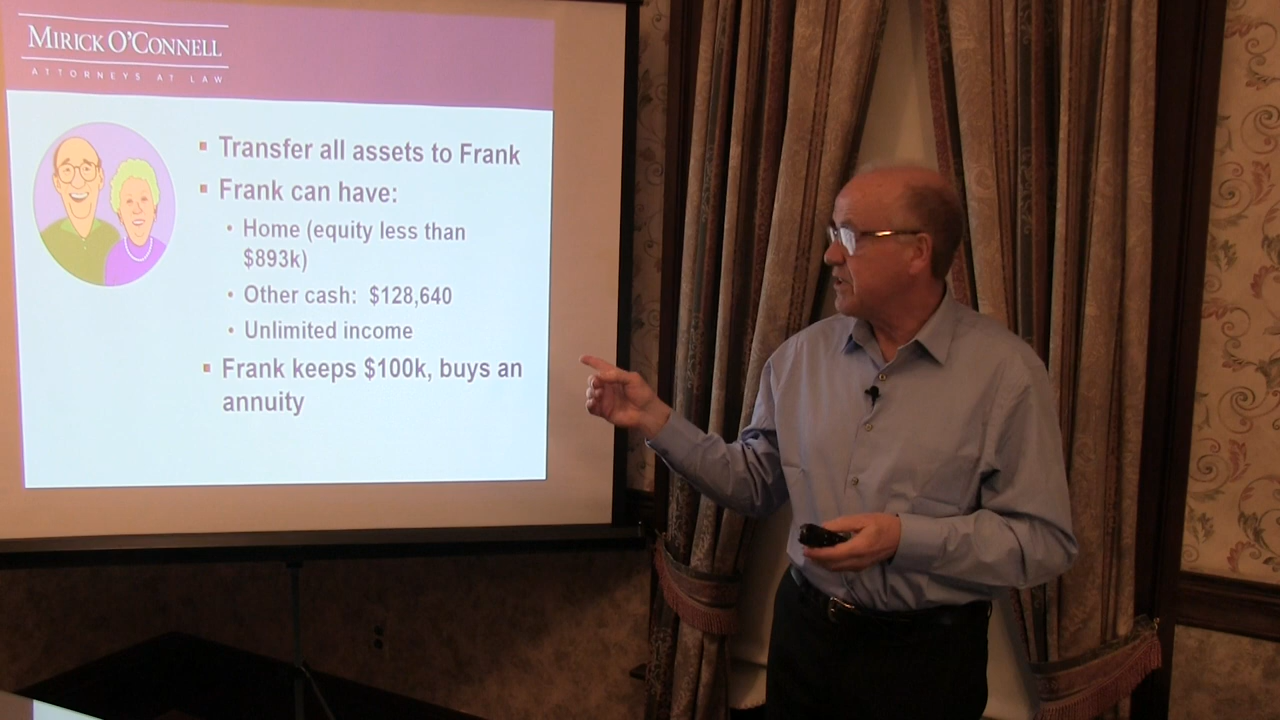 MIRICK O'CONNELL
ATTORNEYS AT LAW
▪ Transfer all assets to Frank
▪ Frank can have:
• Home (equity less than
$893k)
• Other cash: $128,640
• Unlimited income
▪ Frank keeps $100k, buys an
annuity